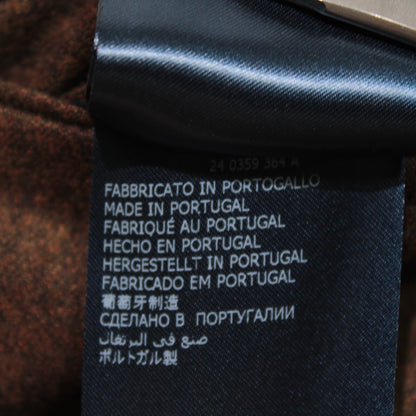 24 0359 364 A
FABBRICATO IN PORTOGALLO
MADE IN PORTUGAL
FABRIQUÉ AU PORTUGAL
HECHO EN PORTUGAL
HERGESTELLT IN PORTUGAL
FABRICADO EM PORTUGAL
葡萄牙制造
СДЕЛАНО В ПОРТУГАЛИИ
صنع في البرتغال
ポルトガル製